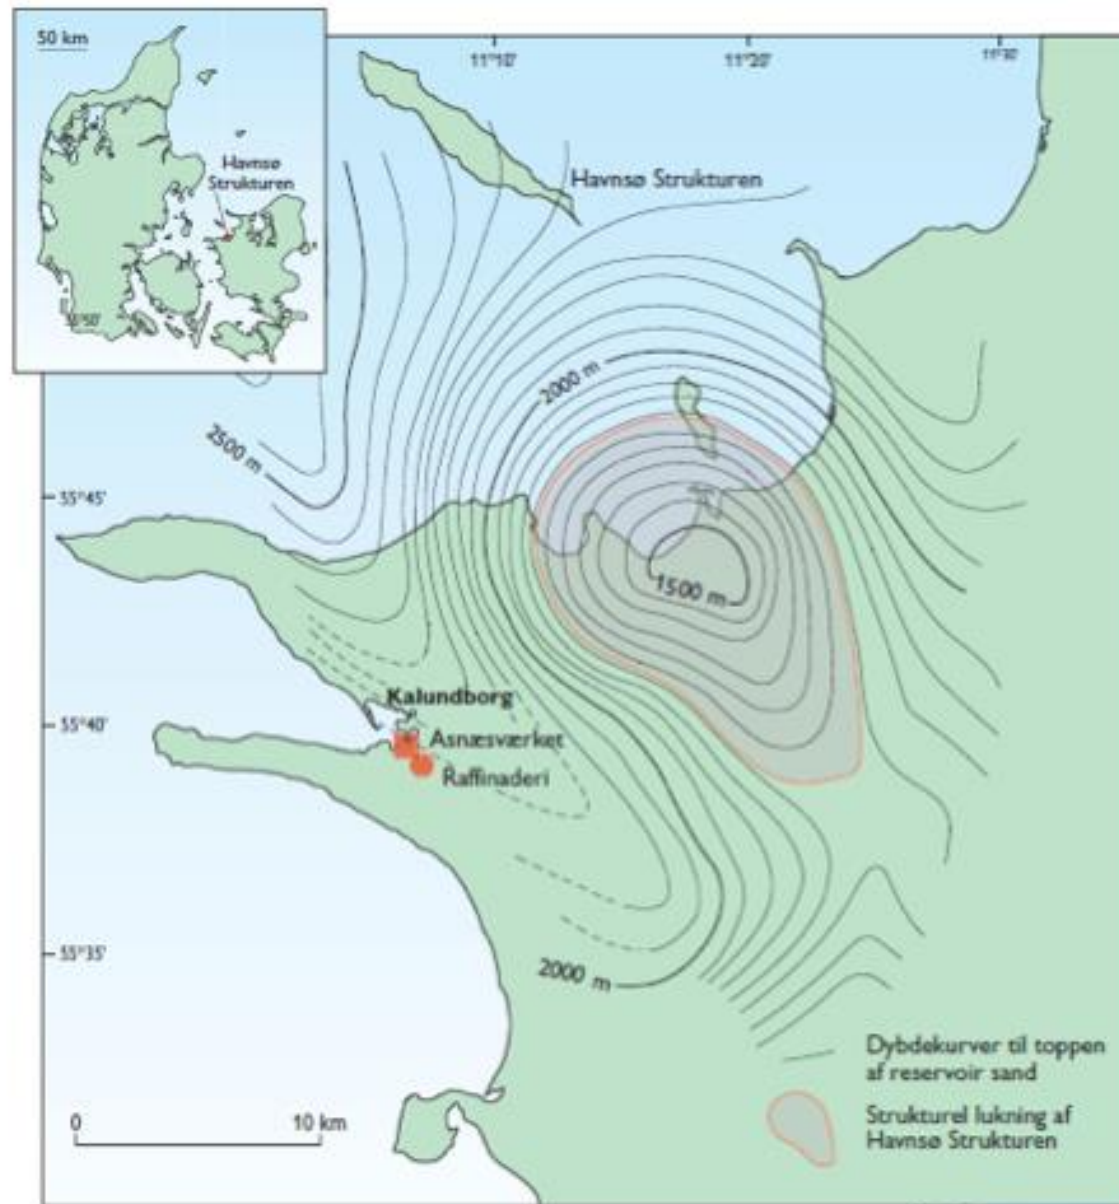 50 km
Havnsø
Strukturen
11°10'
11°20'
11°30'
Havnsø Strukturen
2000 m
2500 m
55°45'
1500 m
55°40'
Kalundborg
Asnæsværket
Raffinaderi
55°35'
2000 m
Dybdekurver til toppen
af reservoir sand
Strukturel lukning af
Havnsø Strukturen
0 10 km